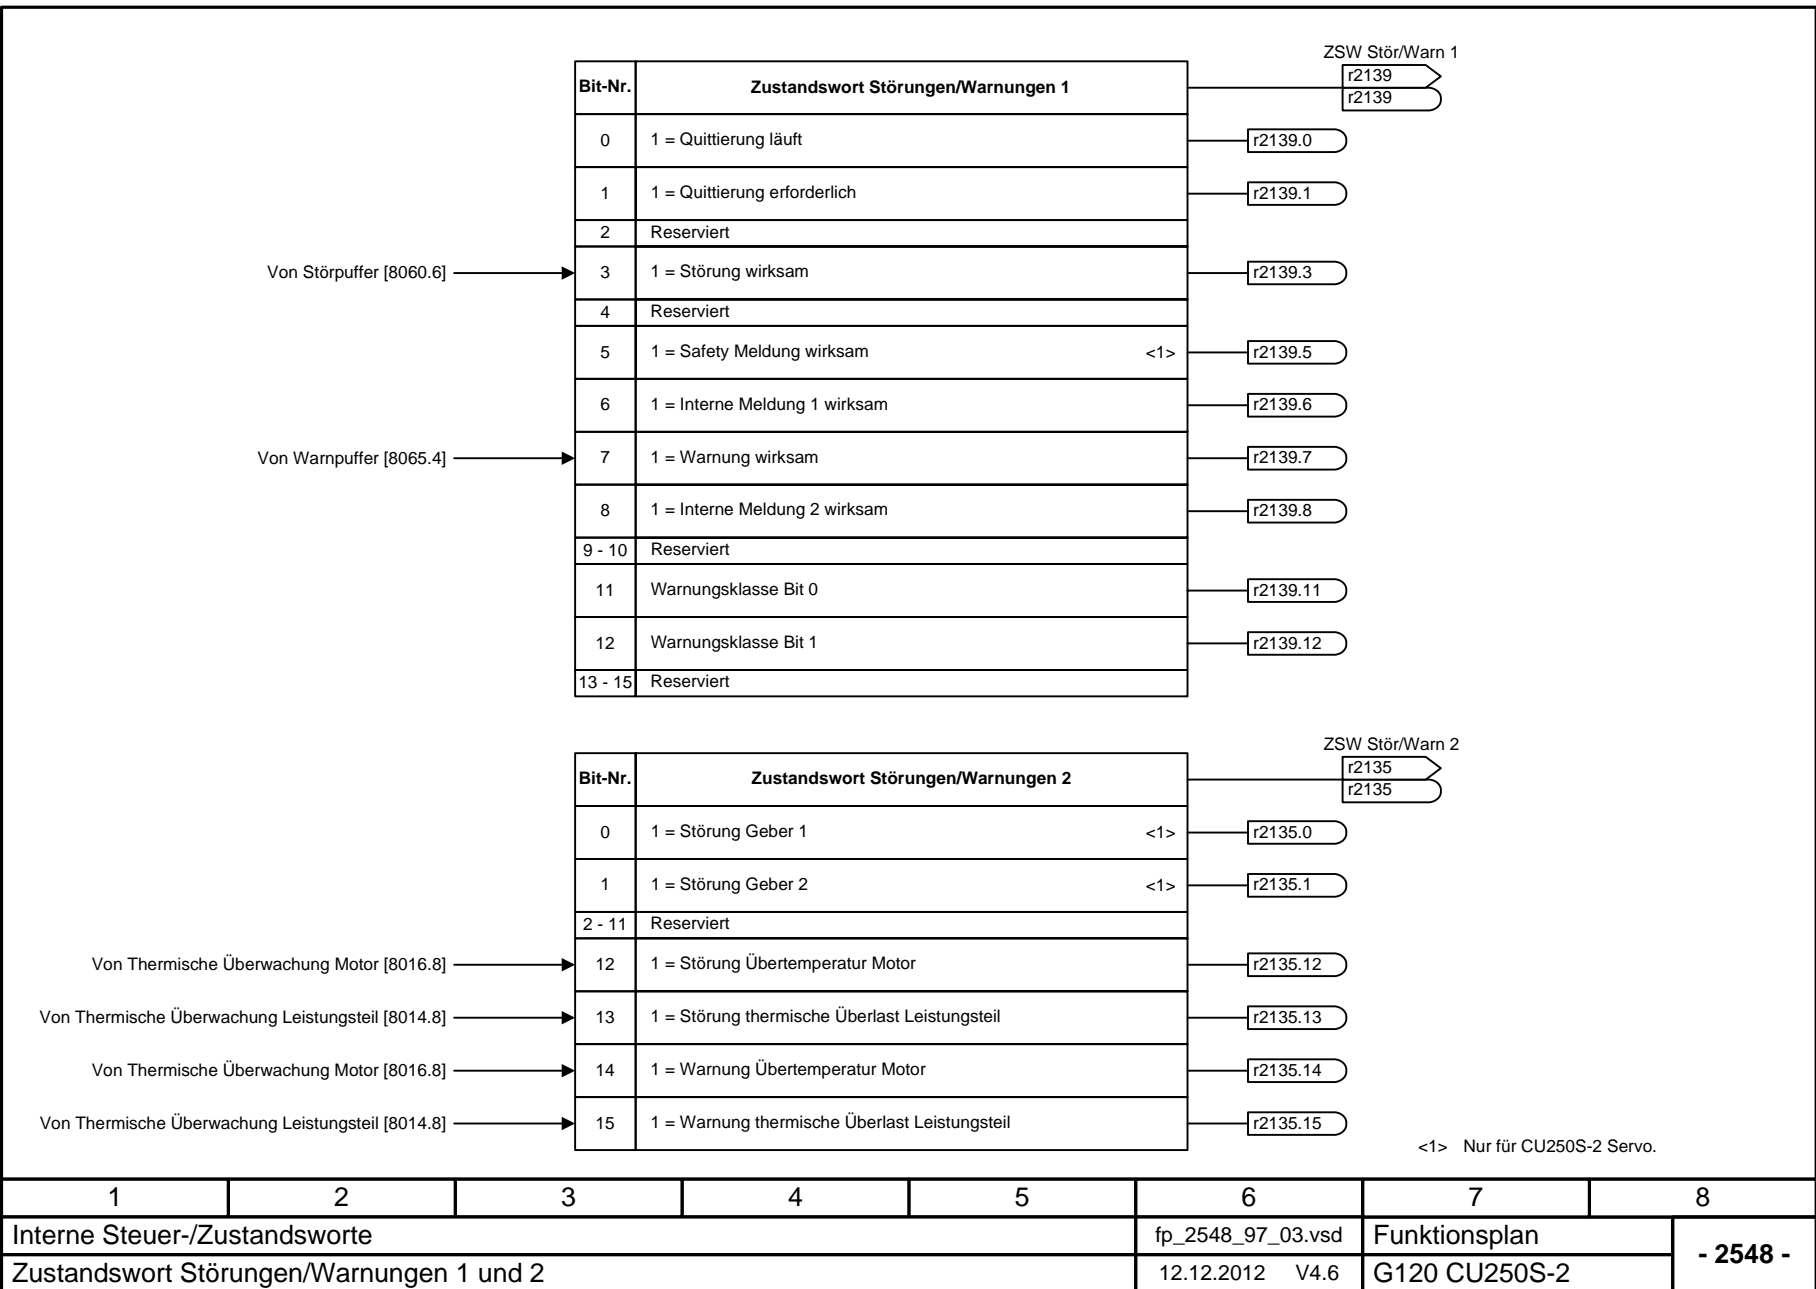 ZSW Stör/Warn 1
Bit-Nr. Zustandswort Störungen/Warnungen 1 r2139
r2139
0 1 = Quittierung läuft r2139.0
1 1 = Quittierung erforderlich r2139.1
2 Reserviert
Von Störpuffer [8060.6] 3 1 = Störung wirksam r2139.3
4 Reserviert
5 1 = Safety Meldung wirksam <1> r2139.5
6 1 = Interne Meldung 1 wirksam r2139.6
Von Warnpuffer [8065.4] 7 1 = Warnung wirksam r2139.7
8 1 = Interne Meldung 2 wirksam r2139.8
9 - 10 Reserviert
11 Warnungsklasse Bit 0 r2139.11
12 Warnungsklasse Bit 1 r2139.12
13 - 15 Reserviert
ZSW Stör/Warn 2
Bit-Nr. Zustandswort Störungen/Warnungen 2 r2135
r2135
0 1 = Störung Geber 1 <1> r2135.0
1 1 = Störung Geber 2 <1> r2135.1
2 - 11 Reserviert
Von Thermische Überwachung Motor [8016.8] 12 1 = Störung Übertemperatur Motor r2135.12
Von Thermische Überwachung Leistungsteil [8014.8] 13 1 = Störung thermische Überlast Leistungsteil r2135.13
Von Thermische Überwachung Motor [8016.8] 14 1 = Warnung Übertemperatur Motor r2135.14
Von Thermische Überwachung Leistungsteil [8014.8] 15 1 = Warnung thermische Überlast Leistungsteil r2135.15
<1> Nur für CU250S-2 Servo.
1 2 3 4 5 6 7 8
Interne Steuer-/Zustandsworte fp_2548_97_03.vsd Funktionsplan - 2548 -
Zustandswort Störungen/Warnungen 1 und 2 12.12.2012 V4.6 G120 CU250S-2